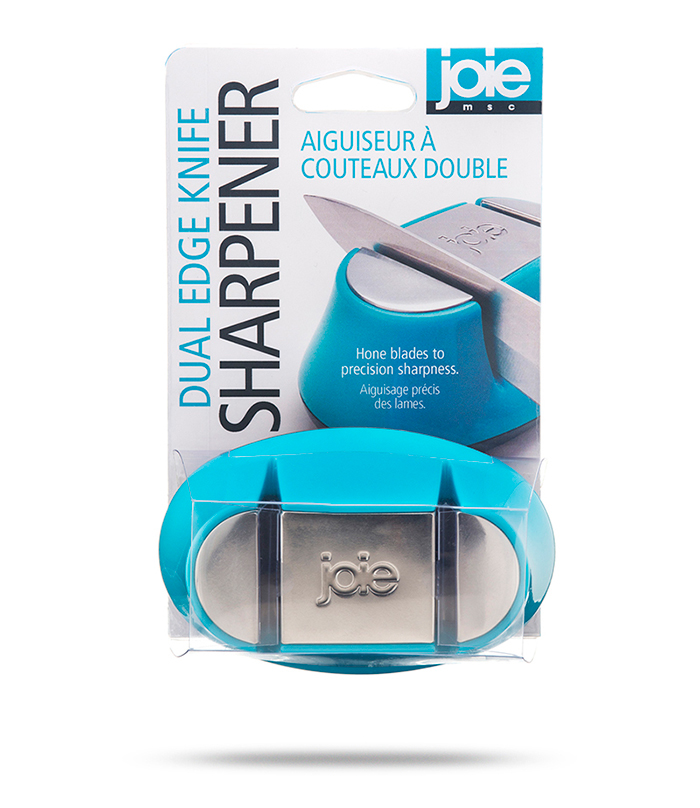 joie
msc
DUAL EDGE KNIFE
SHARPENER
AIGUISEUR À
COUTEAUX DOUBLE
joie
Hone blades to
precision sharpness.
Aiguisage précis
des lames.
joie